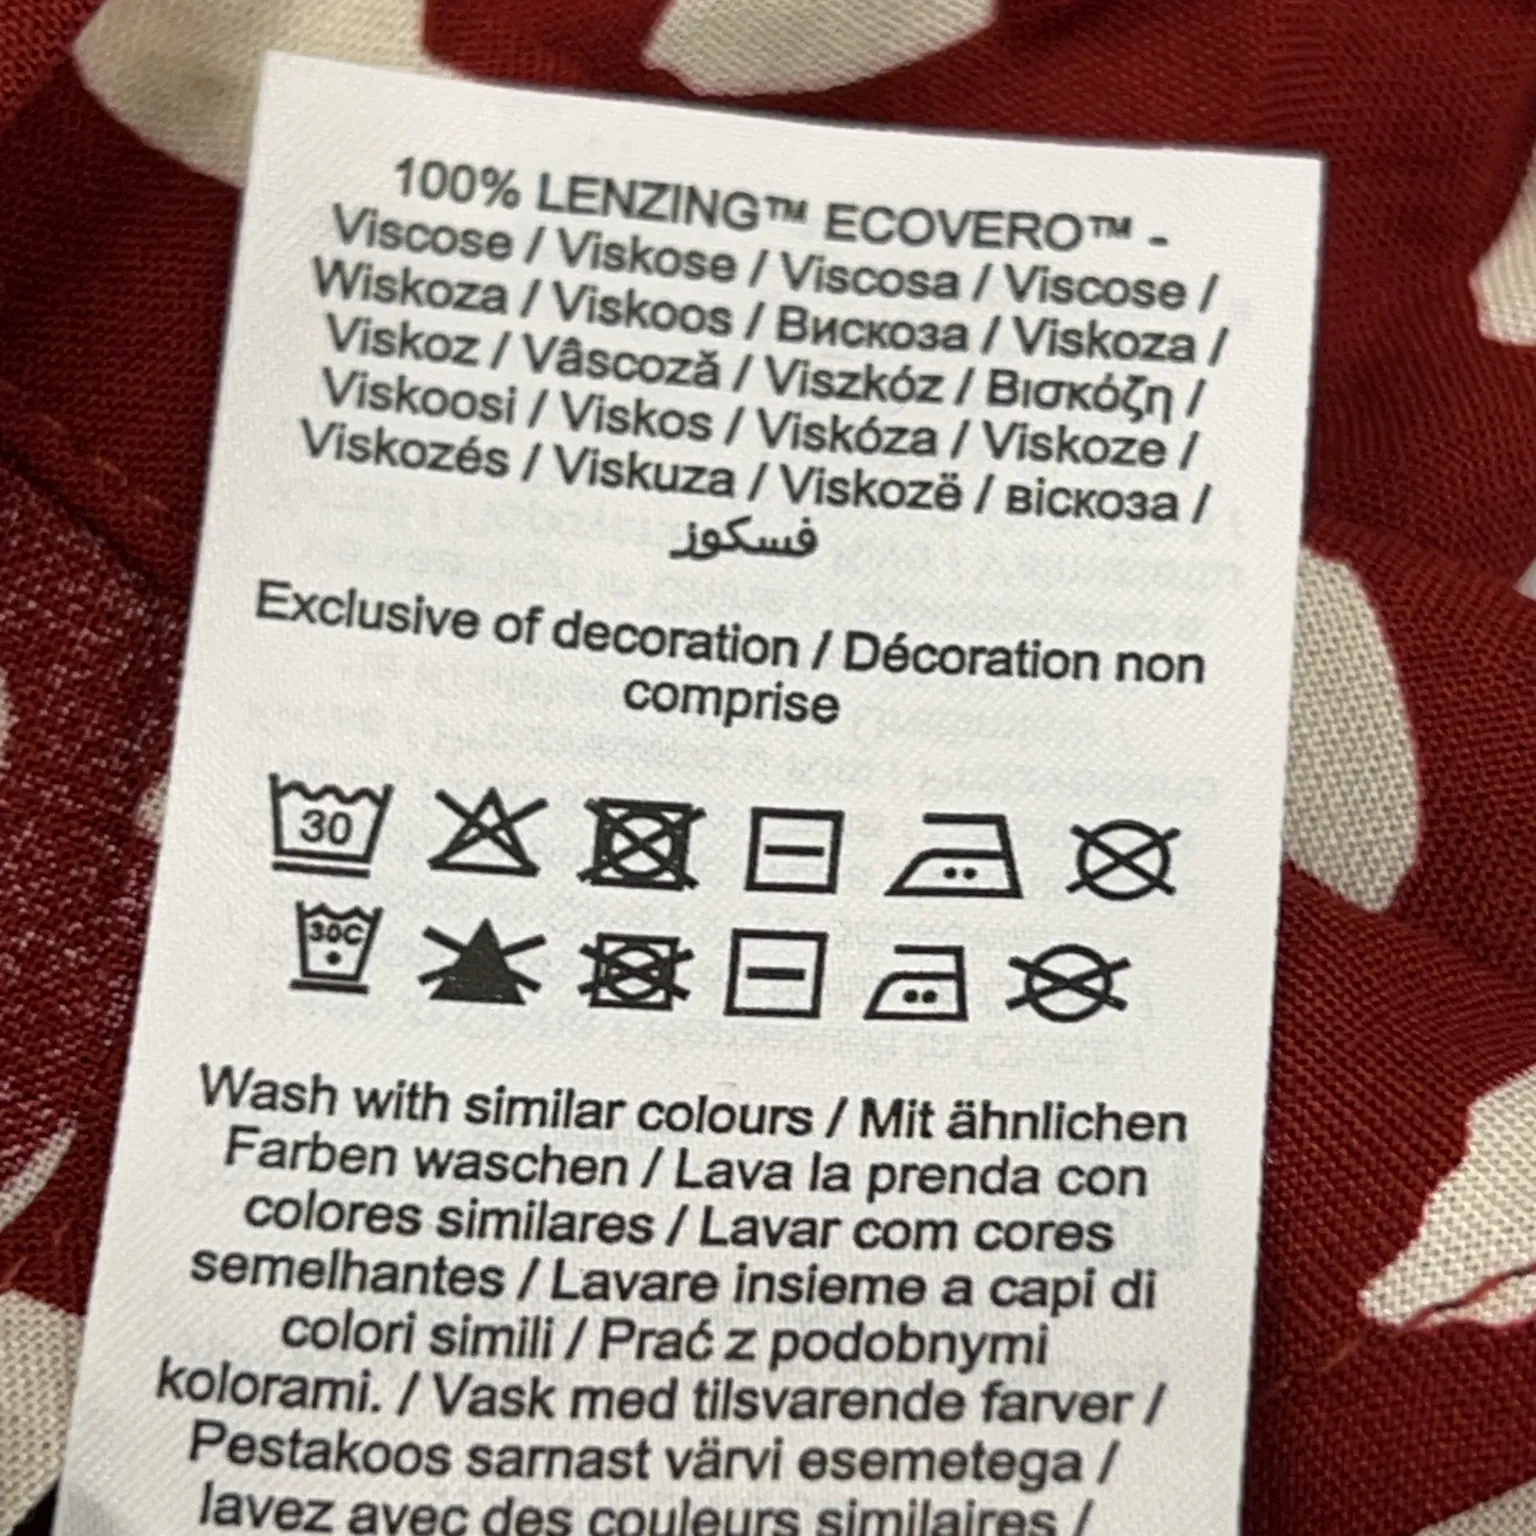 100% LENZING™ ECOVERO™ -
Viscose / Viskose / Viscosa / Viscose /
Wiskoza / Viskoos / Вискоза / Viskoza /
Viskoz / Vâscoză / Viszkóz / Βισκόζη /
Viskoosi / Viskos / Viskóza / Viskoze /
Viskozés / Viskuza / Viskozë / віскоза /
فسكوز
Exclusive of decoration / Décoration non
comprise
30
30C
Wash with similar colours / Mit ähnlichen
Farben waschen / Lava la prenda con
colores similares / Lavar com cores
semelhantes / Lavare insieme a capi di
colori simili / Prać z podobnymi
kolorami. / Vask med tilsvarende farver /
Pestakoos sarnast värvi esemetega /
lavez avec des couleurs similaires /